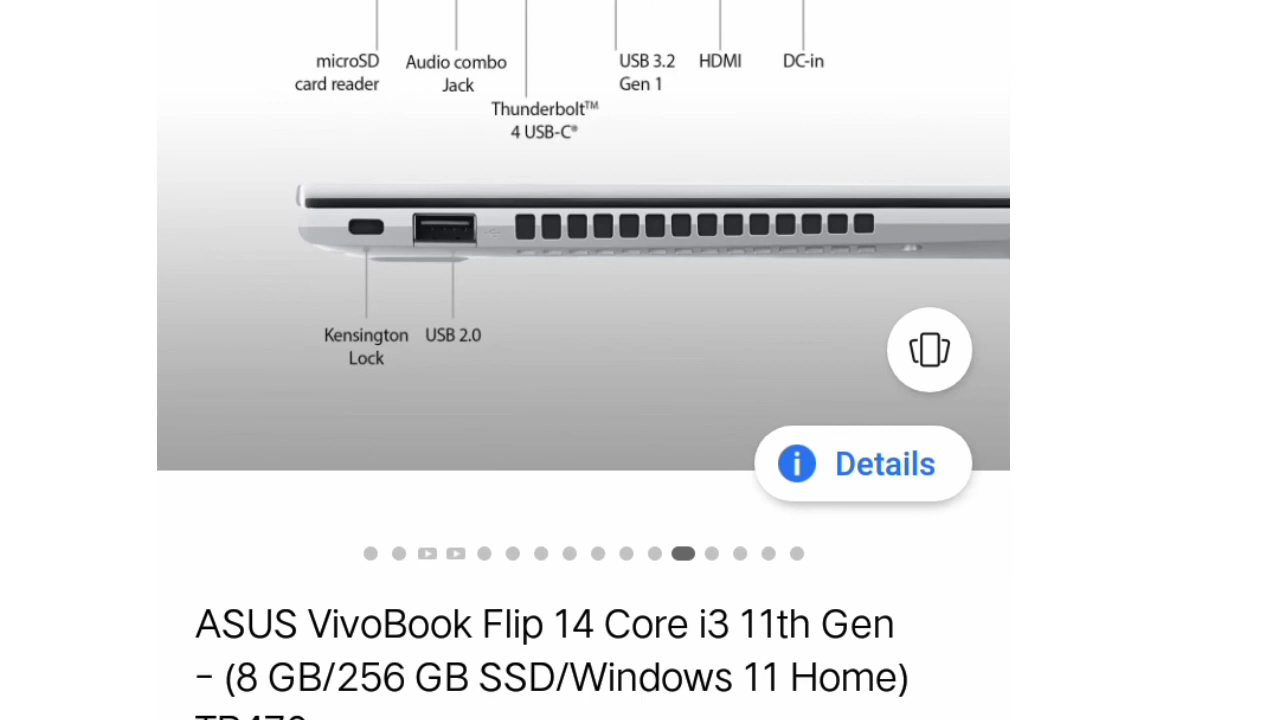 microSD
card reader
Audio combo
Jack
Thunderbolt™
4 USB-C®
USB 3.2
Gen 1
HDMI
DC-in
Kensington
Lock
USB 2.0
Details
ASUS VivoBook Flip 14 Core i3 11th Gen
- (8 GB/256 GB SSD/Windows 11 Home)